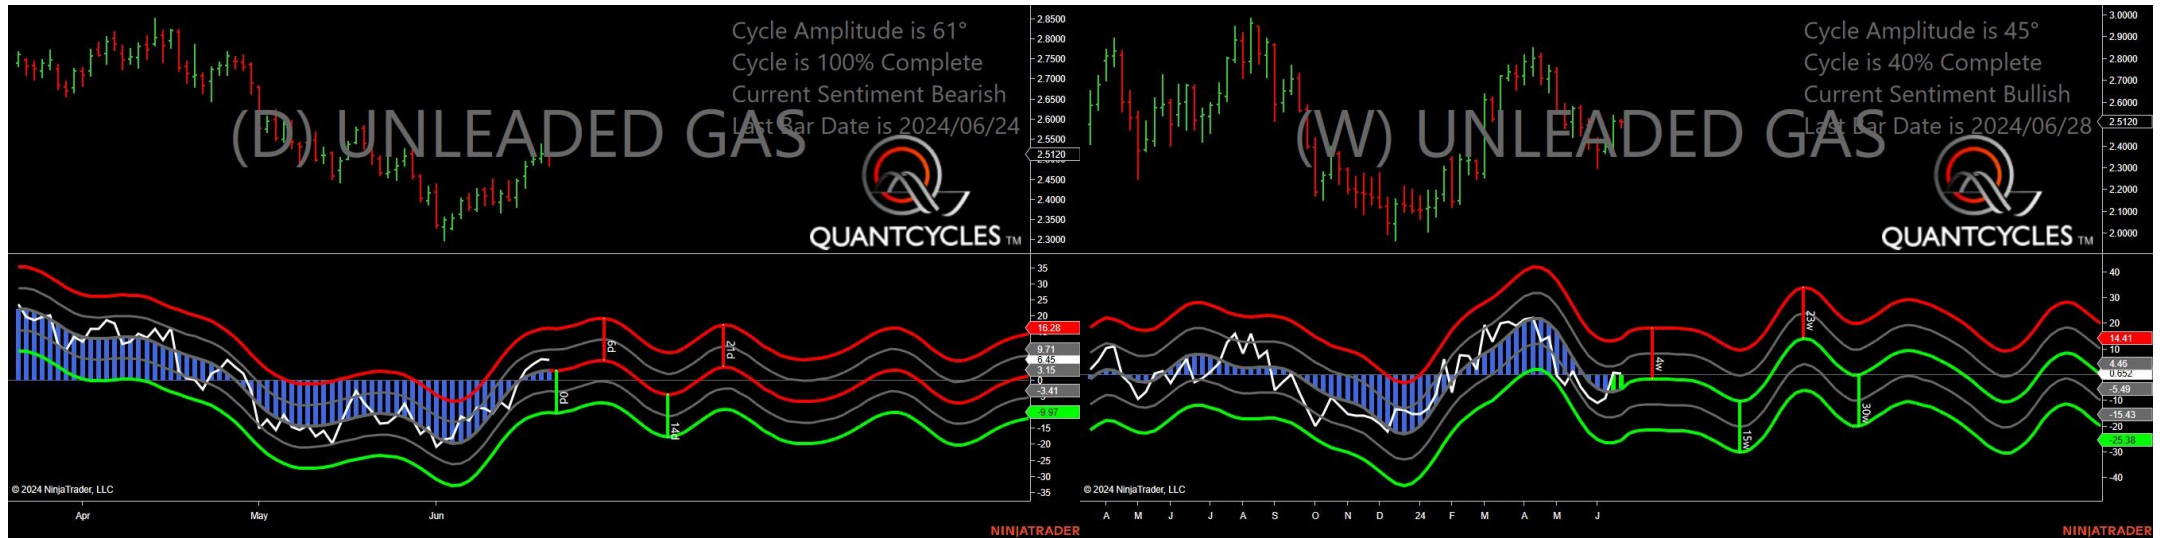 Cycle Amplitude is 61°
Cycle is 100% Complete
Current Sentiment Bearish
Last Bar Date is 2024/06/24
(D) UNLEADED GAS
QUANTCYCLES TM
2.8500
2.8000
2.7500
2.7000
2.6500
2.6000
2.5500
2.5120
2.4500
2.4000
2.3500
2.3000
35
30
25
20
16.28
9.71
6.45
3.15
0
-3.41
-9.97
-15
-20
-25
-30
-35
0d
6d
14d
21d
© 2024 NinjaTrader, LLC
Apr
May
Jun
NINJATRADER
Cycle Amplitude is 45°
Cycle is 40% Complete
Current Sentiment Bullish
Last Bar Date is 2024/06/28
(W) UNLEADED GAS
QUANTCYCLES TM
3.0000
2.9000
2.8000
2.7000
2.6000
2.5120
2.4000
2.3000
2.2000
2.1000
2.0000
40
30
20
14.41
10
4.46
0.652
-5.49
-10
-15.43
-20
-25.38
-30
-40
4w
15w
23w
30w
© 2024 NinjaTrader, LLC
A M J J A S O N D 24 F M A M J
NINJATRADER